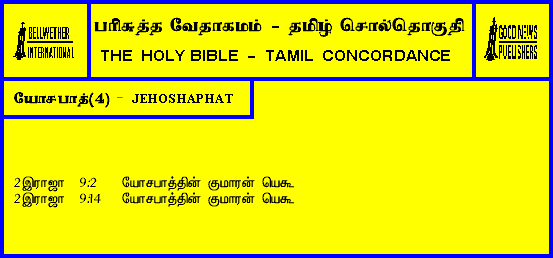 BELLWETHER
INTERNATIONAL
பரிசுத்த வேதாகமம் - தமிழ் சொல்தொகுதி
THE HOLY BIBLE - TAMIL CONCORDANCE
GOOD NEWS
PUBLISHERS
யோசபாத்(4) - JEHOSHAPHAT
2இராஜா 9:2 யோசபாத்தின் குமாரன் யெகூ
2இராஜா 9:14 யோசபாத்தின் குமாரன் யெகூ